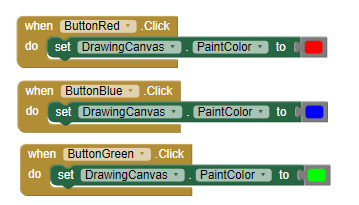 when ButtonRed .Click
do set DrawingCanvas . PaintColor to
when ButtonBlue .Click
do set DrawingCanvas . PaintColor to
when ButtonGreen .Click
do set DrawingCanvas . PaintColor to